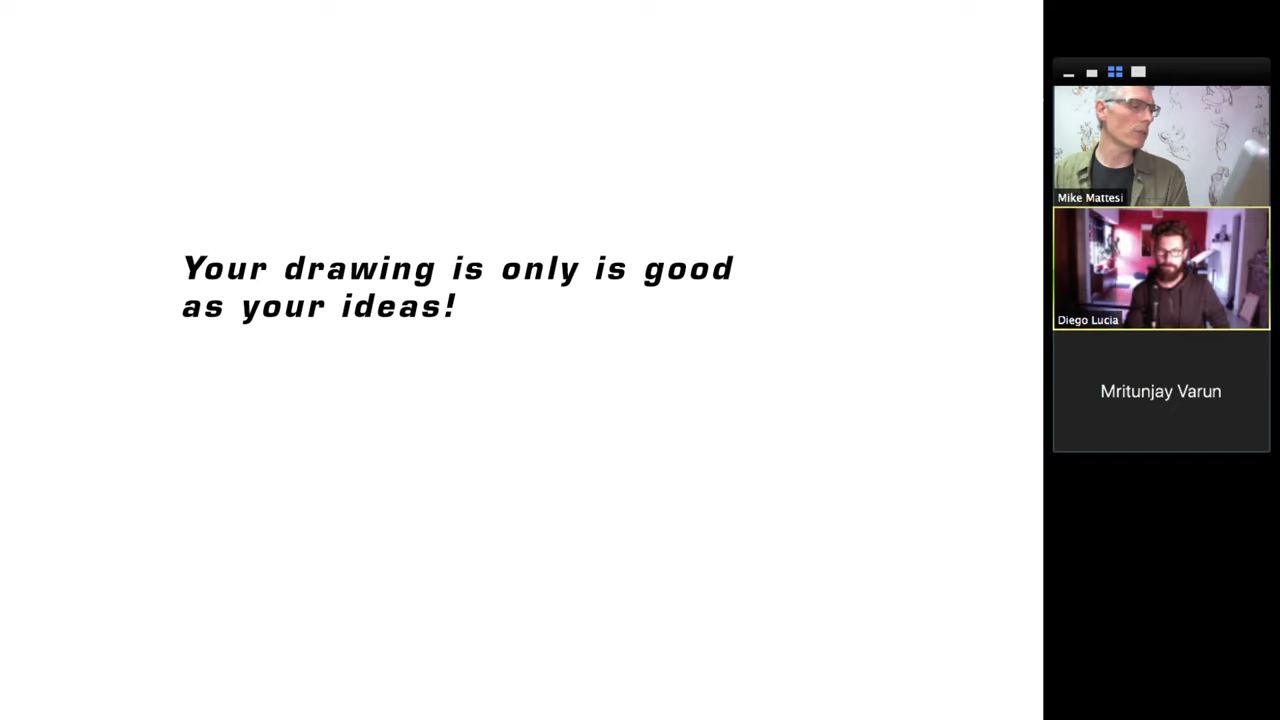 Your drawing is only is good
as your ideas!
Mike Mattesi
Diego Lucia
Mritunjay Varun